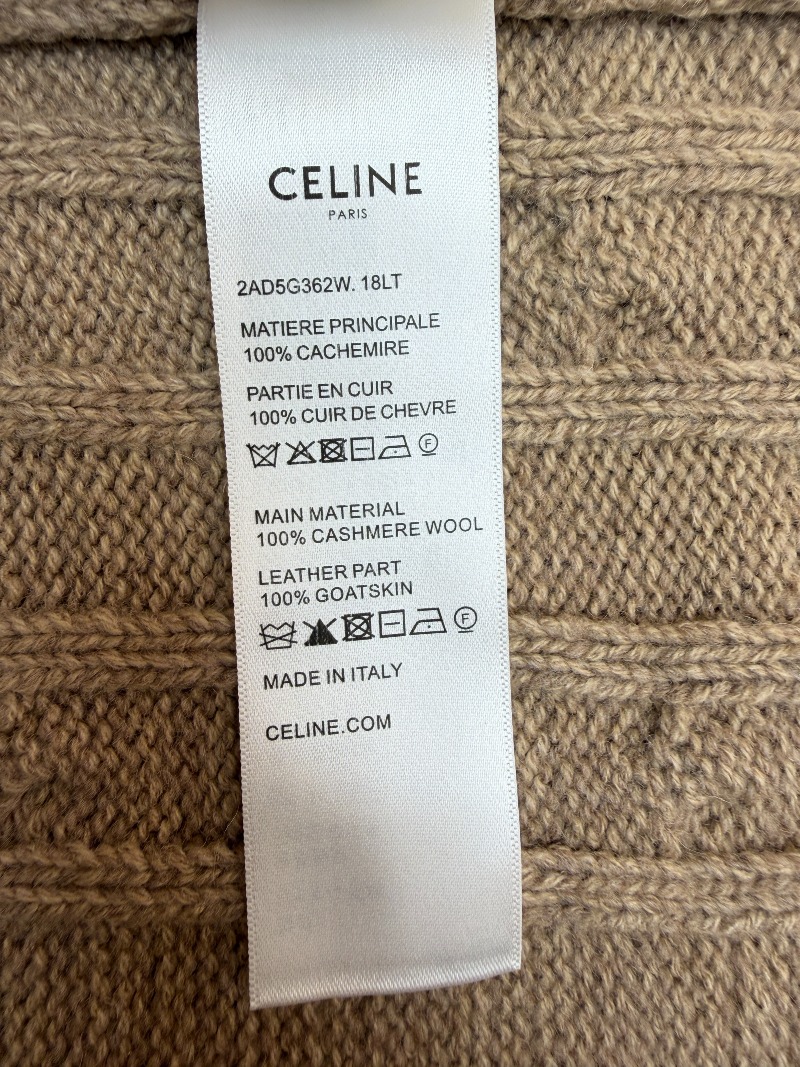 CELINE
PARIS
2AD5G362W. 18LT
MATIERE PRINCIPALE
100% CACHEMIRE
PARTIE EN CUIR
100% CUIR DE CHEVRE
F
MAIN MATERIAL
100% CASHMERE WOOL
LEATHER PART
100% GOATSKIN
F
MADE IN ITALY
CELINE.COM